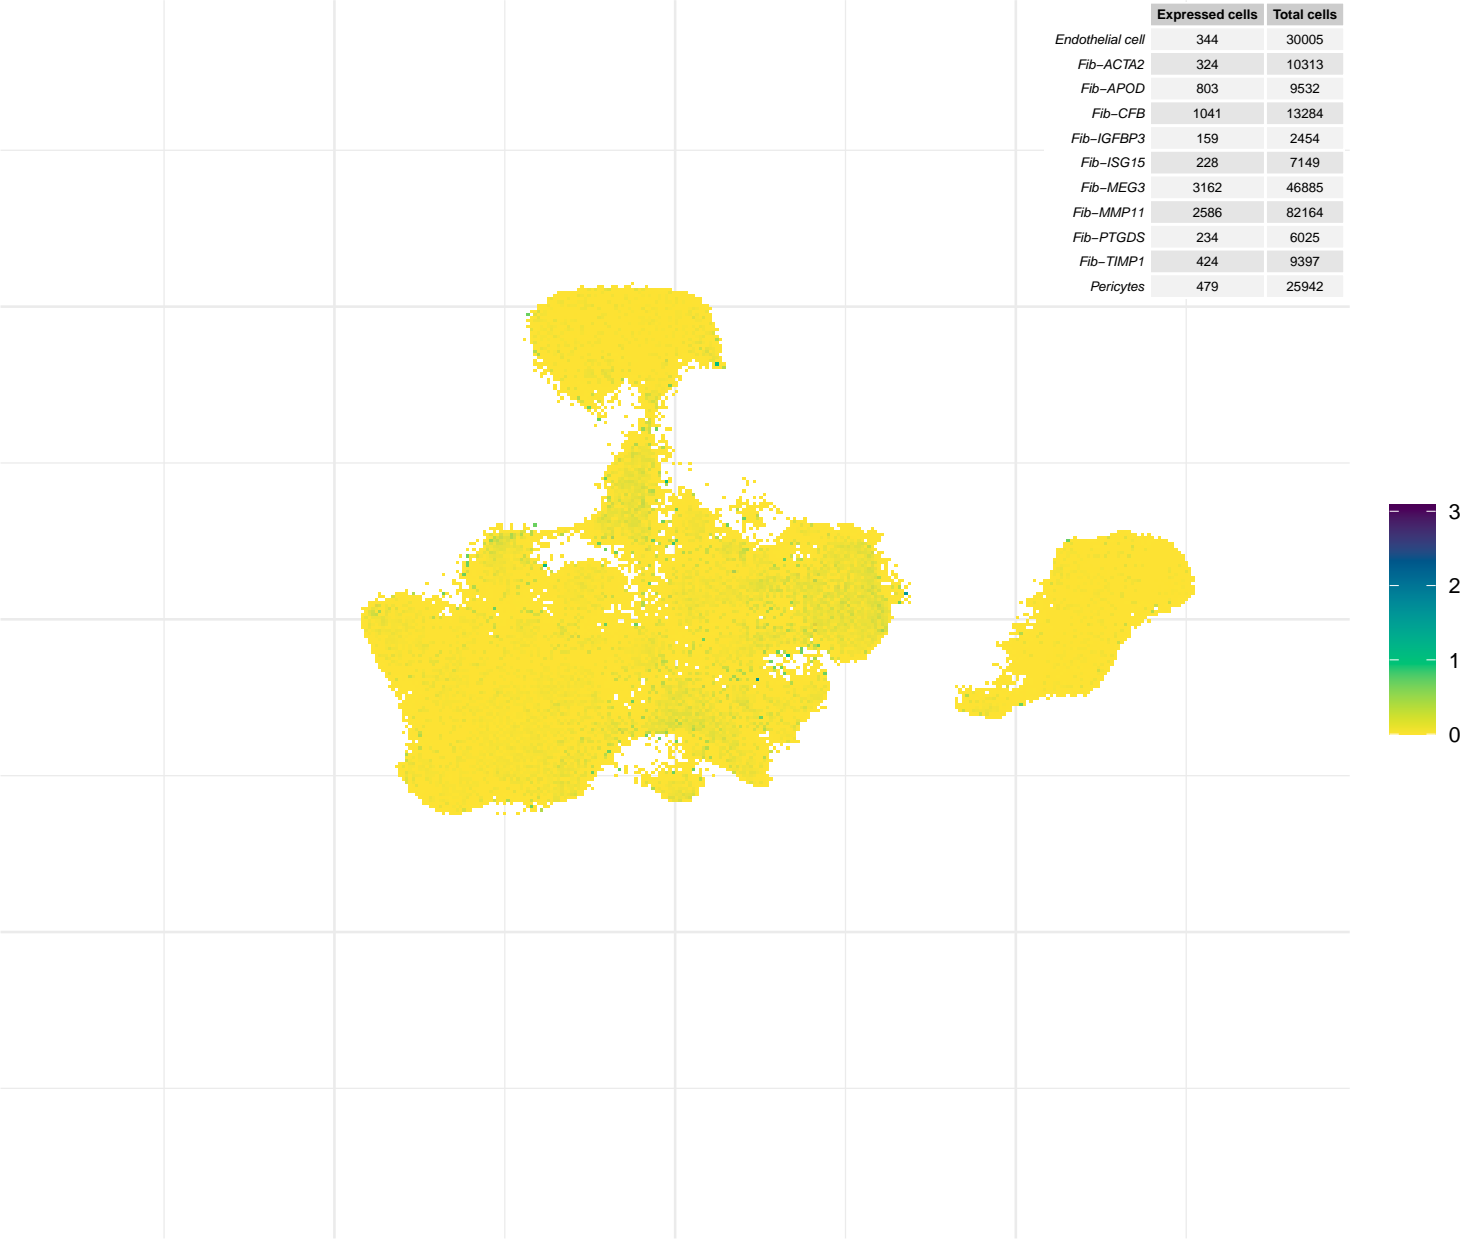 Expressed cells Total cells
Endothelial cell 344 30005
Fib−ACTA2 324 10313
Fib−APOD 803 9532
Fib−CFB 1041 13284
Fib−IGFBP3 159 2454
Fib−ISG15 228 7149
Fib−MEG3 3162 46885
Fib−MMP11 2586 82164
Fib−PTGDS 234 6025
Fib−TIMP1 424 9397
Pericytes 479 25942
3
2
1
0